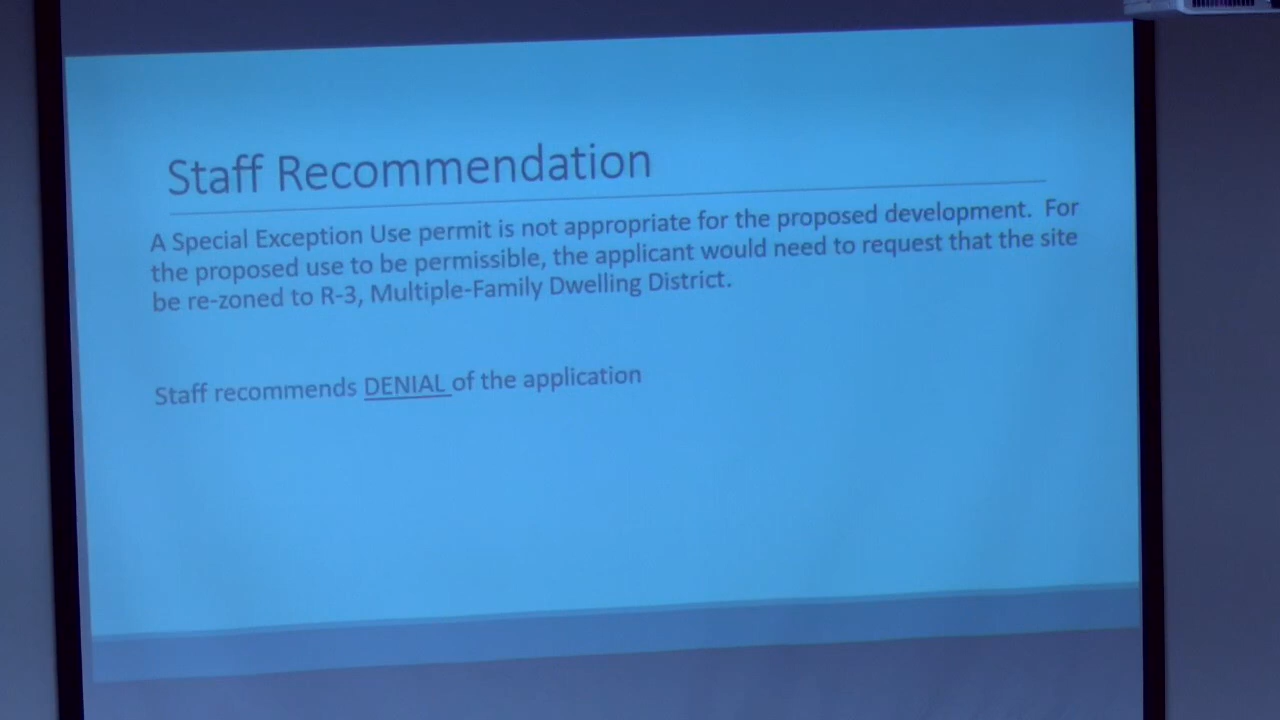 Staff Recommendation
A Special Exception Use permit is not appropriate for the proposed development.  For
the proposed use to be permissible, the applicant would need to request that the site
be re-zoned to R-3, Multiple-Family Dwelling District.
Staff recommends DENIAL of the application